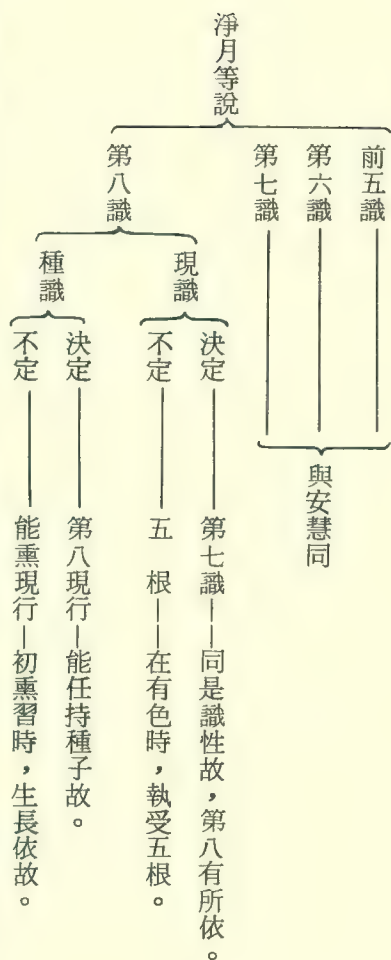 淨月等說
前五識
第六識
第七識
與安慧同
第八識
現識
決定——第七識——同是識性故，第八有所依。
不定——五根——在有色時，執受五根。
種識
決定——第八現行—能任持種子故。
不定——能熏現行—初熏習時，生長依故。